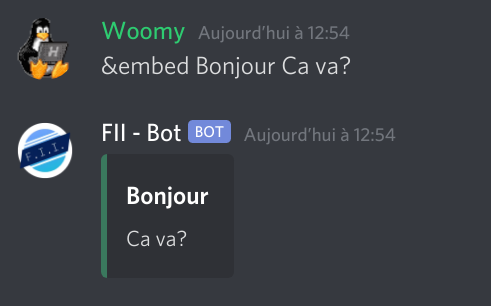 Woomy Aujourd'hui à 12:54
&embed Bonjour Ca va?
FII - Bot BOT Aujourd'hui à 12:54
F.I.I.
Bonjour
Ca va?